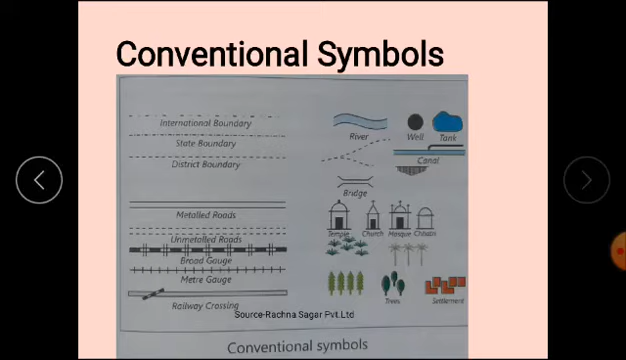 Conventional Symbols
International Boundary
State Boundary
District Boundary
Metalled Roads
Unmetalled Roads
Broad Gauge
Metre Gauge
Railway Crossing
River
Well
Tank
Canal
Bridge
Temple
Church
Mosque
Chhatri
Trees
Settlement
Source-Rachna Sagar Pvt.Ltd
Conventional symbols